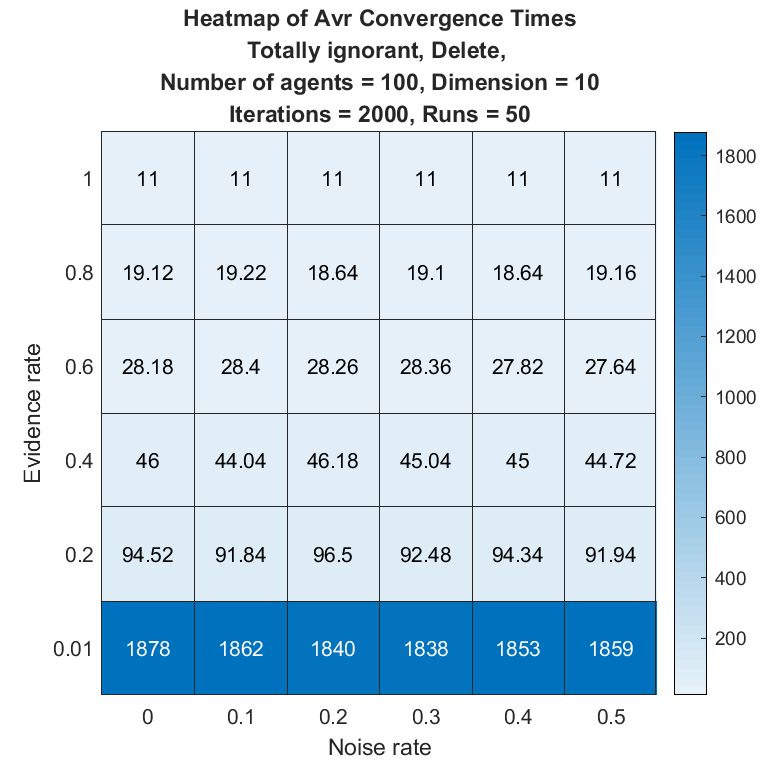 Heatmap of Avr Convergence Times
Totally ignorant, Delete,
Number of agents = 100, Dimension = 10
Iterations = 2000, Runs = 50
1 11 11 11 11 11 11
0.8 19.12 19.22 18.64 19.1 18.64 19.16
0.6 28.18 28.4 28.26 28.36 27.82 27.64
0.4 46 44.04 46.18 45.04 45 44.72
0.2 94.52 91.84 96.5 92.48 94.34 91.94
0.01 1878 1862 1840 1838 1853 1859
0 0.1 0.2 0.3 0.4 0.5
Noise rate
Evidence rate
1800
1600
1400
1200
1000
800
600
400
200